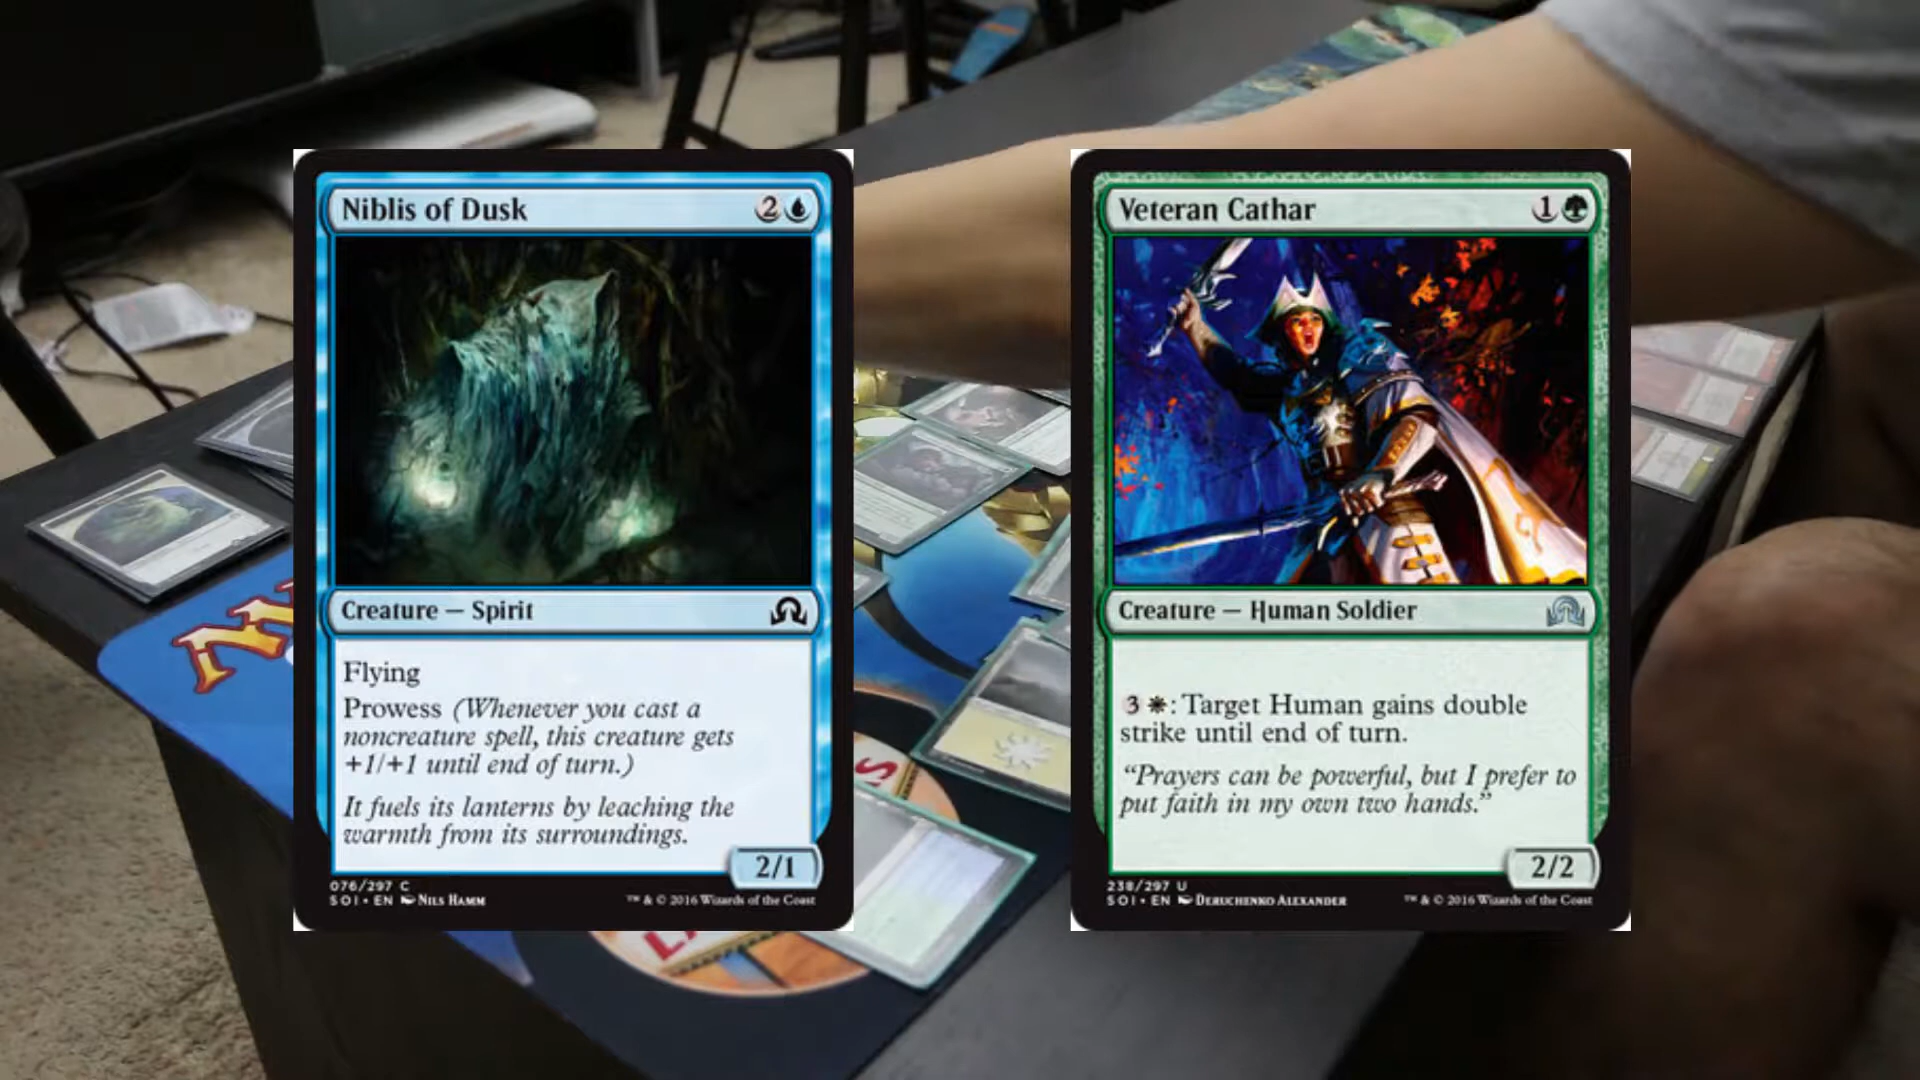 Niblis of Dusk
2
Creature — Spirit
Flying
Prowess (Whenever you cast a
noncreature spell, this creature gets
+1/+1 until end of turn.)
It fuels its lanterns by leaching the
warmth from its surroundings.
2/1
076/297 C
SOI • EN NILS HAMM
™ & © 2016 Wizards of the Coast
Veteran Cathar
1
Creature — Human Soldier
3 : Target Human gains double
strike until end of turn.
“Prayers can be powerful, but I prefer to
put faith in my own two hands.”
2/2
238/297 U
SOI • EN DERUCHENKO ALEXANDER
™ & © 2016 Wizards of the Coast